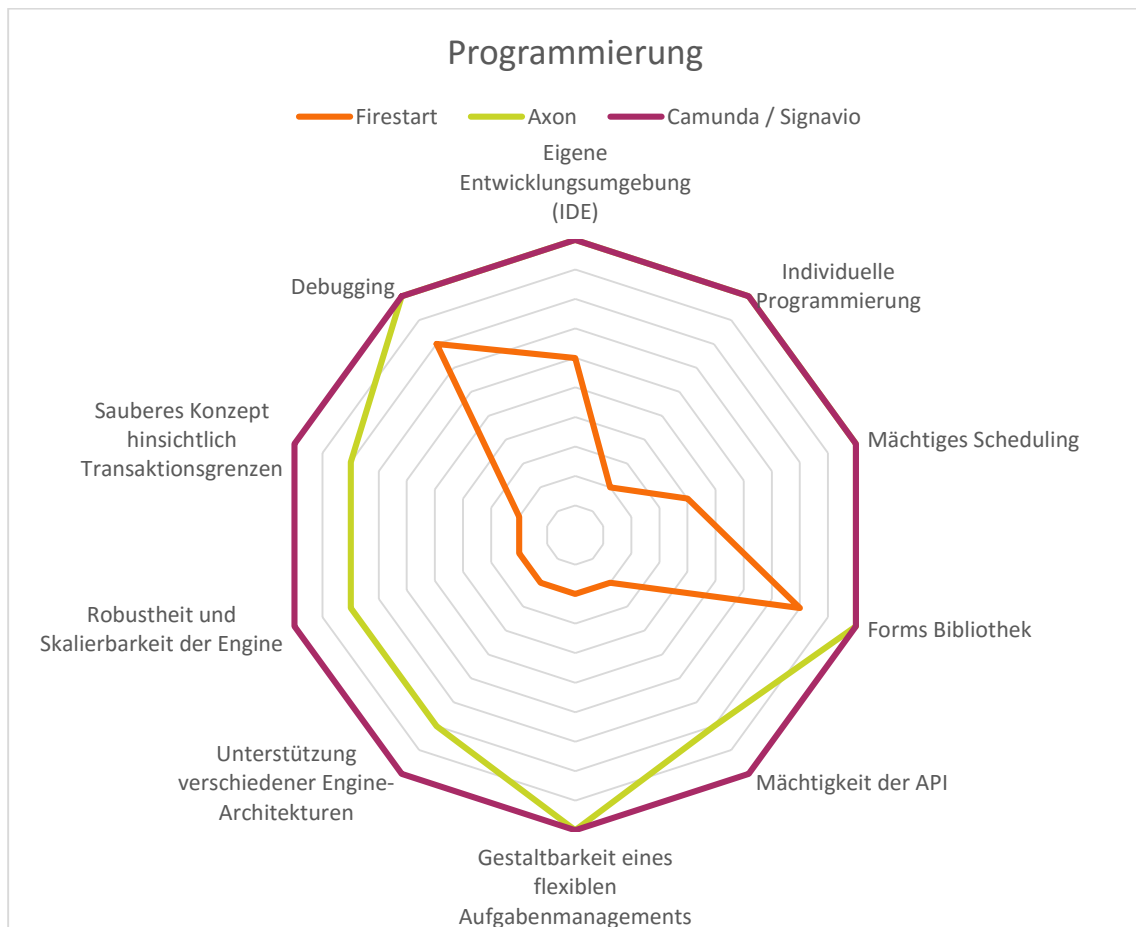 Programmierung
Firestart
Axon
Camunda / Signavio
Eigene
Entwicklungsumgebung
(IDE)
Individuelle
Programmierung
Mächtiges Scheduling
Forms Bibliothek
Mächtigkeit der API
Gestaltbarkeit eines
flexiblen
Aufgabenmanagements
Unterstützung
verschiedener Engine-
Architekturen
Robustheit und
Skalierbarkeit der Engine
Sauberes Konzept
hinsichtlich
Transaktionsgrenzen
Debugging